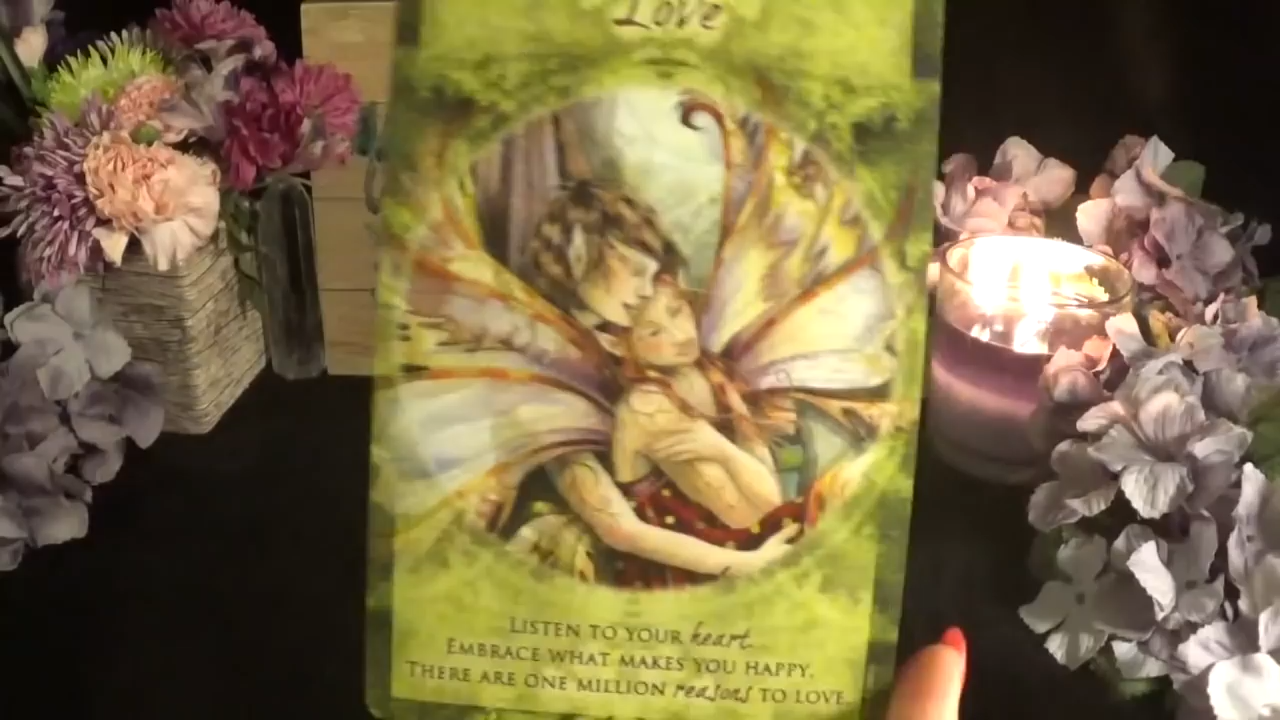 Love
Listen to your heart.
Embrace what makes you happy.
There are one million reasons to love.